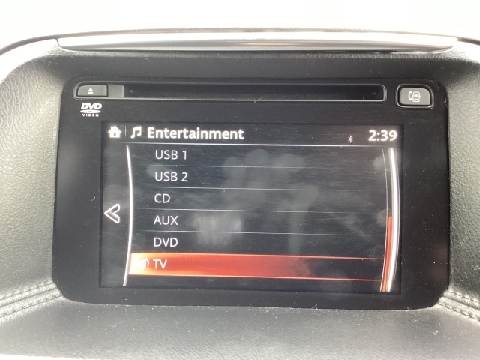 DVD
VIDEO
Entertainment 2:39
USB 1
USB 2
CD
AUX
DVD
TV